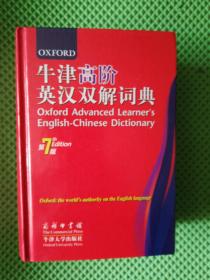 OXFORD
牛津高阶
英汉双解词典
Oxford Advanced Learner's
English-Chinese Dictionary
第7版 Edition
Oxford: the world's authority on the English language
商务印书馆
The Commercial Press
牛津大学出版社
Oxford University Press